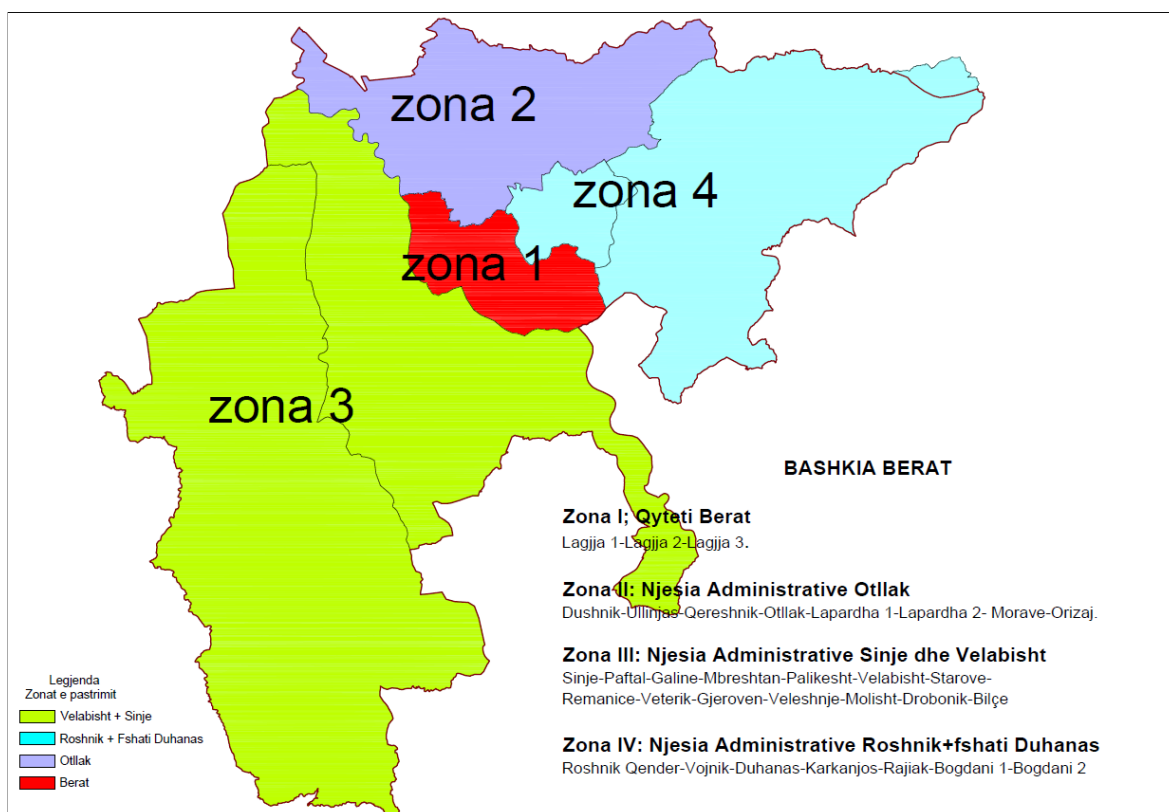 zona 2
zona 4
zona 1
zona 3
BASHKIA BERAT
Zona I; Qyteti Berat
Lagjja 1-Lagjja 2-Lagjja 3.
Zona II: Njesia Administrative Otllak
Dushnik-Ullinjas-Qereshnik-Otllak-Lapardha 1-Lapardha 2- Morave-Orizaj.
Zona III: Njesia Administrative Sinje dhe Velabisht
Sinje-Paftal-Galine-Mbreshtan-Palikesht-Velabisht-Starove-
Remanice-Veterik-Gjeroven-Veleshnje-Molisht-Drobonik-Bilçe
Zona IV: Njesia Administrative Roshnik+fshati Duhanas
Roshnik Qender-Vojnik-Duhanas-Karkanjos-Rajiak-Bogdani 1-Bogdani 2
Legjenda
Zonat e pastrimit
Velabisht + Sinje
Roshnik + Fshati Duhanas
Otllak
Berat